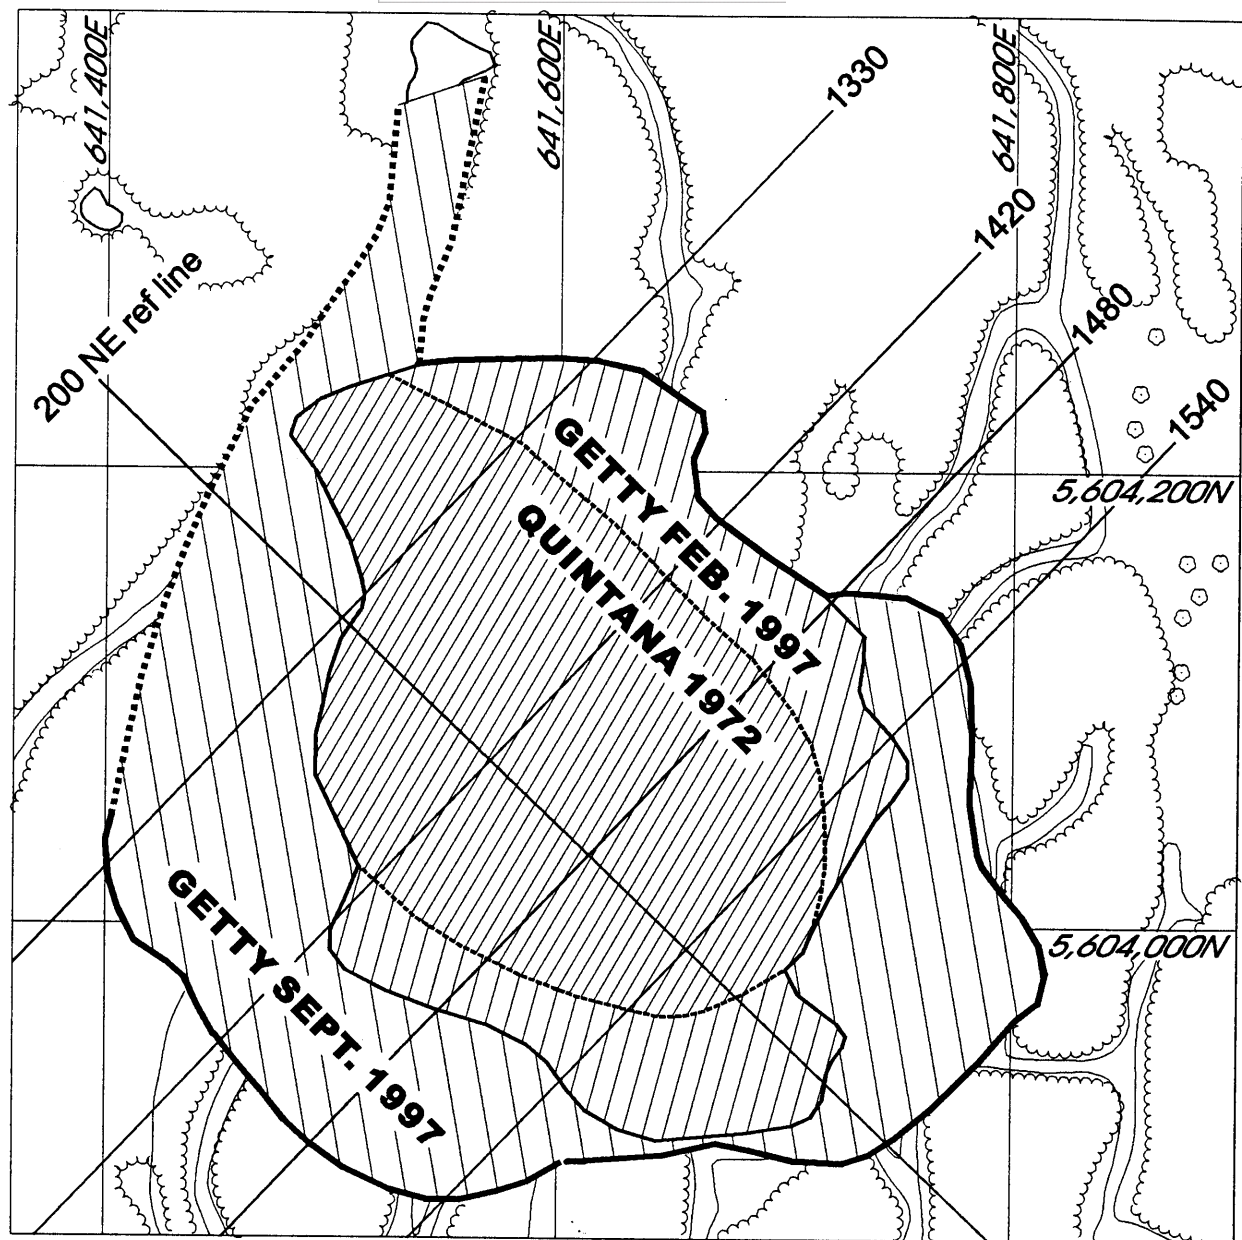 641,400E
641,600E
641,800E
1330
1420
1480
1540
200 NE ref line
5,604,200N
GETTY FEB. 1997
QUINTANA 1972
GETTY SEPT. 1997
5,604,000N